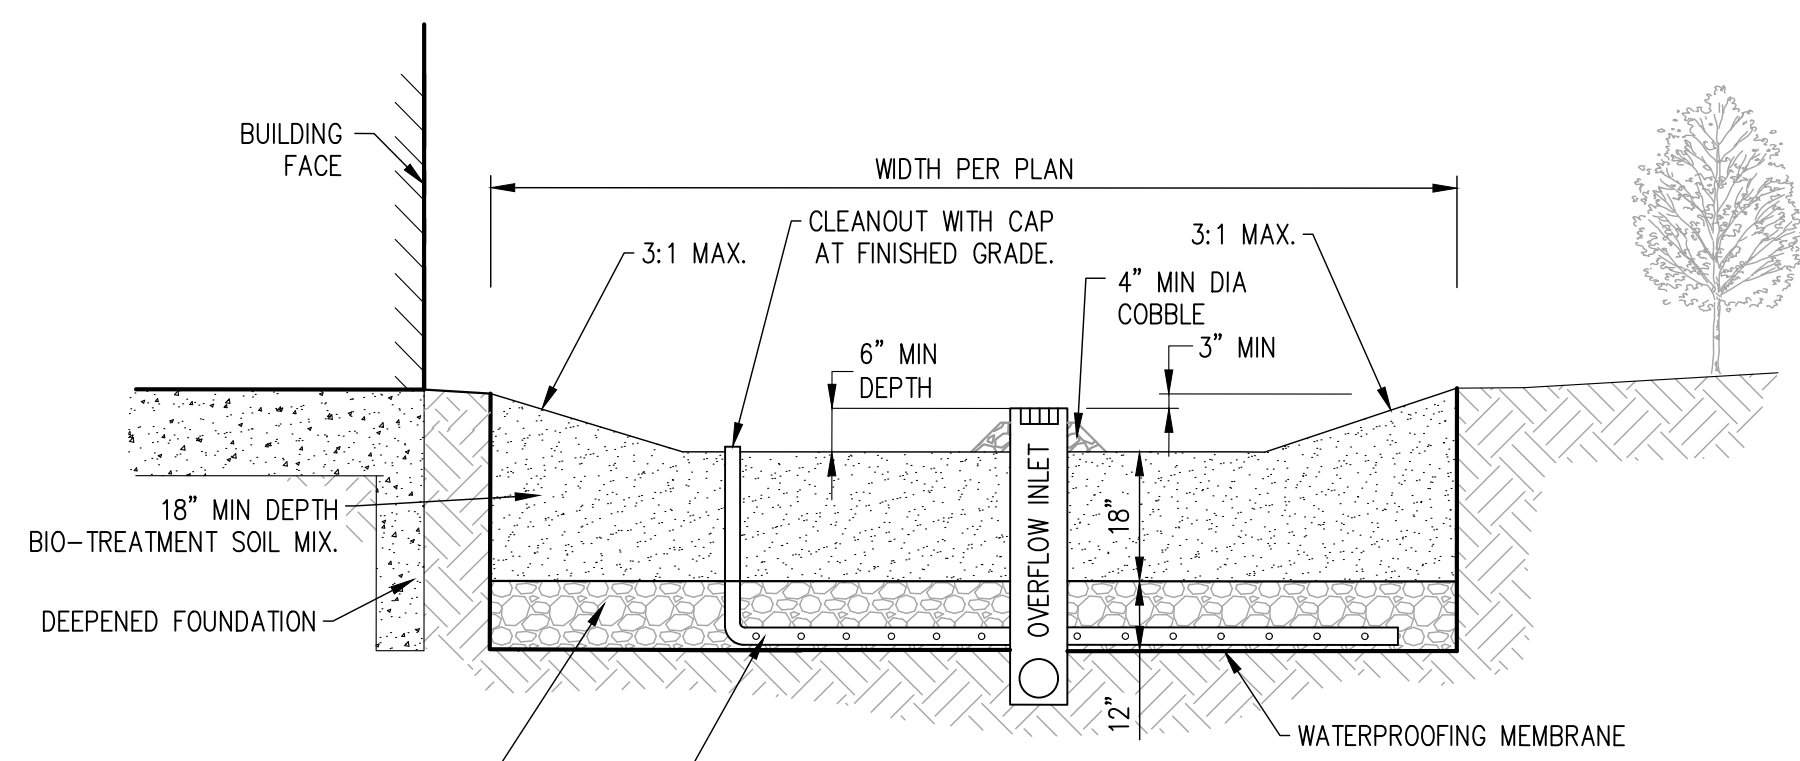 BUILDING
FACE
WIDTH PER PLAN
CLEANOUT WITH CAP
AT FINISHED GRADE.
3:1 MAX.
3:1 MAX.
4” MIN DIA
COBBLE
6” MIN
DEPTH
3” MIN
18” MIN DEPTH
BIO-TREATMENT SOIL MIX.
OVERFLOW INLET
18”
DEEPENED FOUNDATION
12”
WATERPROOFING MEMBRANE